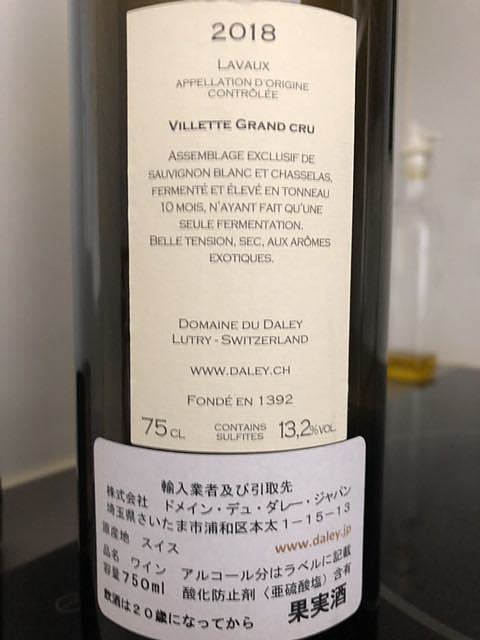 2018
LAVAUX
APPELLATION D'ORIGINE
CONTRÔLÉE
VILLETTE GRAND CRU
ASSEMBLAGE EXCLUSIF DE
SAUVIGNON BLANC ET CHASSELAS,
FERMENTÉ ET ÉLEVÉ EN TONNEAU
10 MOIS, N'AYANT FAIT QU'UNE
SEULE FERMENTATION.
BELLE TENSION, SEC, AUX ARÔMES
EXOTIQUES.
DOMAINE DU DALEY
LUTRY - SWITZERLAND
WWW.DALEY.CH
FONDÉ EN 1392
75 CL CONTAINS SULFITES 13,2%VOL
輸入業者及び引取先
株式会社 ドメイン・デュ・ダレー・ジャパン
埼玉県さいたま市浦和区本太1-15-13
www.daley.jp
原産地 スイス
品名 ワイン アルコール分はラベルに記載
容量750ml 酸化防止剤〈亜硫酸塩〉含有
飲酒は20歳になってから 果実酒